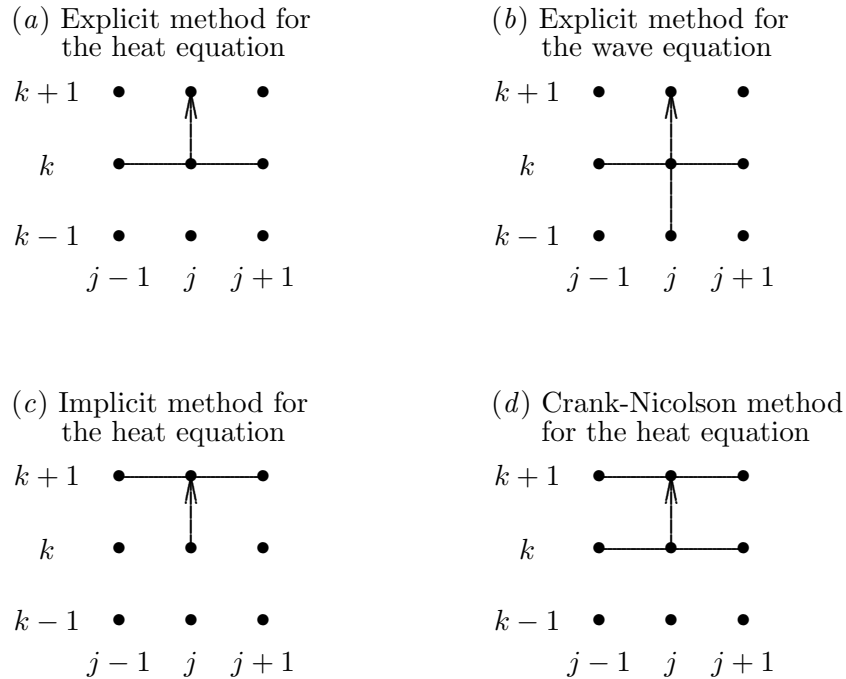 (a) Explicit method for
the heat equation
k + 1
k
k − 1
j − 1 j j + 1
(b) Explicit method for
the wave equation
k + 1
k
k − 1
j − 1 j j + 1
(c) Implicit method for
the heat equation
k + 1
k
k − 1
j − 1 j j + 1
(d) Crank-Nicolson method
for the heat equation
k + 1
k
k − 1
j − 1 j j + 1